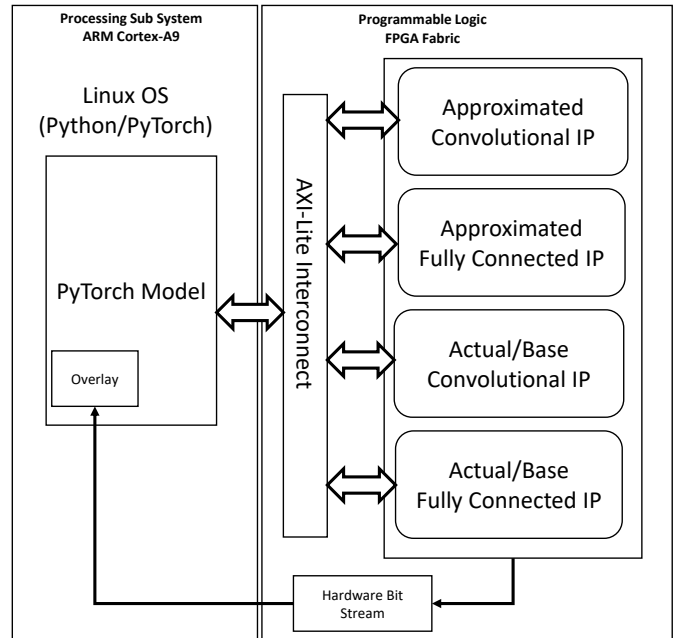 Processing Sub System
ARM Cortex-A9
Linux OS
(Python/PyTorch)
PyTorch Model
Overlay
Programmable Logic
FPGA Fabric
AXI-Lite Interconnect
Approximated
Convolutional IP
Approximated
Fully Connected IP
Actual/Base
Convolutional IP
Actual/Base
Fully Connected IP
Hardware Bit
Stream